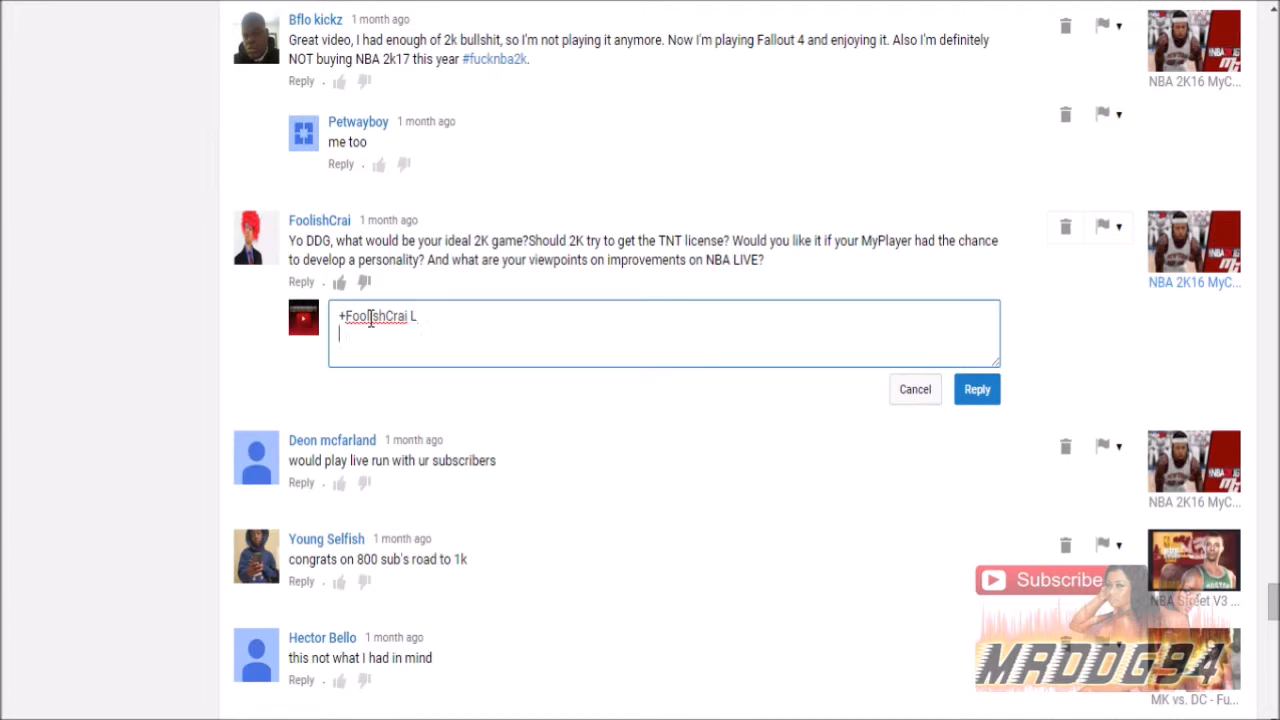 Bflo kickz 1 month ago
Great video, I had enough of 2k bullshit, so I'm not playing it anymore. Now I'm playing Fallout 4 and enjoying it. Also I'm definitely
NOT buying NBA 2k17 this year #fucknba2k.
Reply .
NBA 2K16 MyC...
Petwayboy 1 month ago
me too
Reply .
FoolishCrai 1 month ago
Yo DDG, what would be your ideal 2K game?Should 2K try to get the TNT license? Would you like it if your MyPlayer had the chance
to develop a personality? And what are your viewpoints on improvements on NBA LIVE?
Reply .
NBA 2K16 MyC...
+FoolishCrai L
Cancel Reply
Deon mcfarland 1 month ago
would play live run with ur subscribers
Reply .
NBA 2K16 MyC...
Young Selfish 1 month ago
congrats on 800 sub's road to 1k
Reply .
Subscribe
NBA Street V3 ...
Hector Bello 1 month ago
this not what I had in mind
Reply .
MRDDG94
MK vs. DC - Fu...